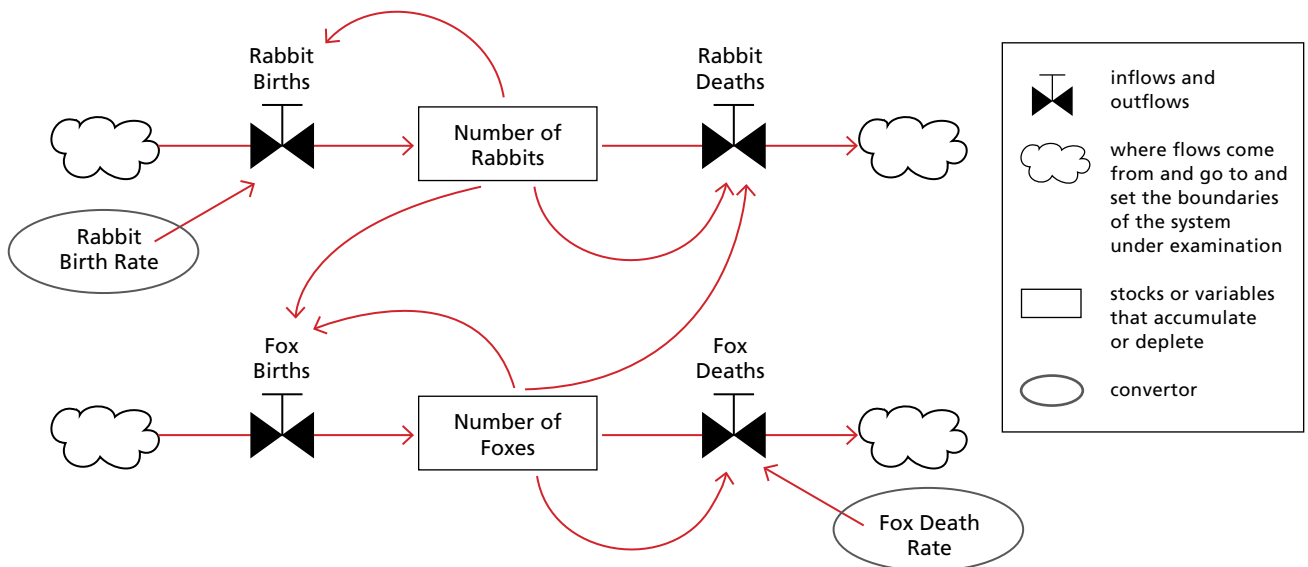 Rabbit
Births
Rabbit
Deaths
Number of
Rabbits
Rabbit
Birth Rate
Fox
Births
Fox
Deaths
Number of
Foxes
Fox Death
Rate
inflows and
outflows
where flows come
from and go to and
set the boundaries
of the system
under examination
stocks or variables
that accumulate
or deplete
convertor